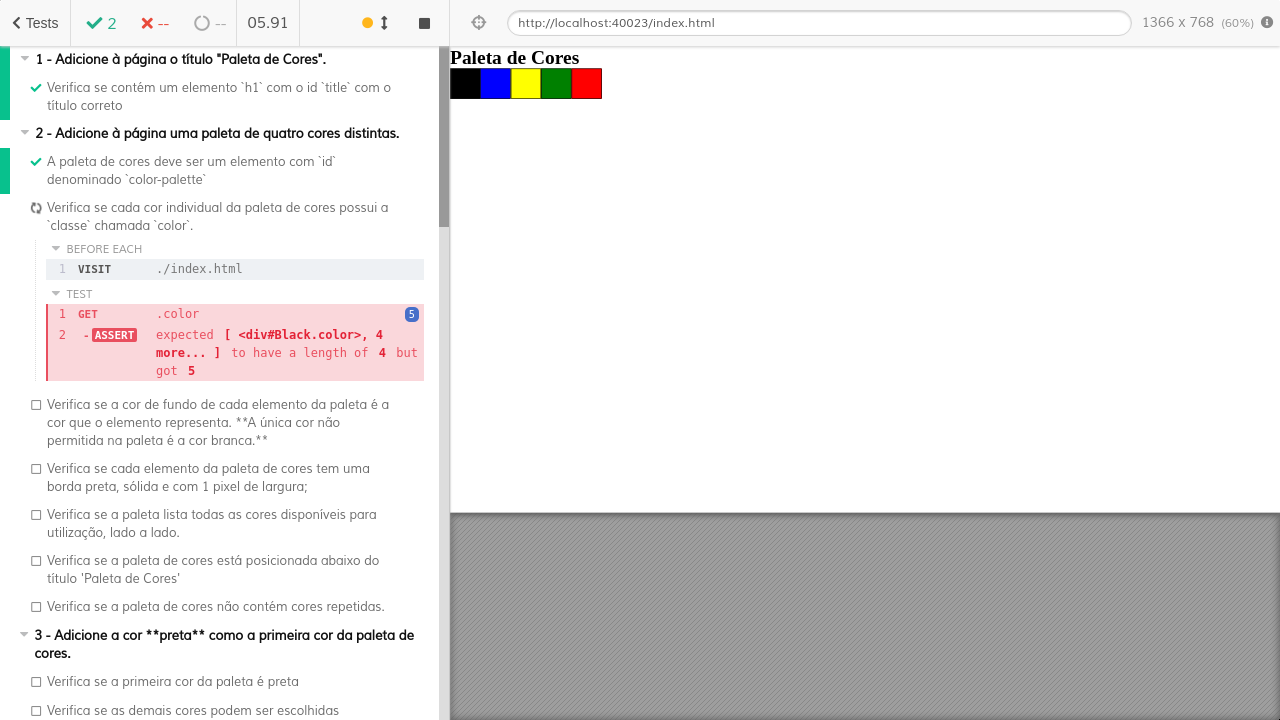 Tests 2 -- -- 05.91 http://localhost:40023/index.html 1366 x 768 (60%)
1 - Adicione à página o título "Paleta de Cores".
Verifica se contém um elemento `h1` com o id `title` com o
título correto
2 - Adicione à página uma paleta de quatro cores distintas.
A paleta de cores deve ser um elemento com `id`
denominado `color-palette`
Verifica se cada cor individual da paleta de cores possui a
`classe` chamada `color`.
BEFORE EACH
1 VISIT ./index.html
TEST
1 GET .color 5
2 -ASSERT expected [ <div#Black.color>, 4
more... ] to have a length of 4 but
got 5
Verifica se a cor de fundo de cada elemento da paleta é a
cor que o elemento representa. **A única cor não
permitida na paleta é a cor branca.**
Verifica se cada elemento da paleta de cores tem uma
borda preta, sólida e com 1 pixel de largura;
Verifica se a paleta lista todas as cores disponíveis para
utilização, lado a lado.
Verifica se a paleta de cores está posicionada abaixo do
título 'Paleta de Cores'
Verifica se a paleta de cores não contém cores repetidas.
3 - Adicione a cor **preta** como a primeira cor da paleta de
cores.
Verifica se a primeira cor da paleta é preta
Verifica se as demais cores podem ser escolhidas
Paleta de Cores